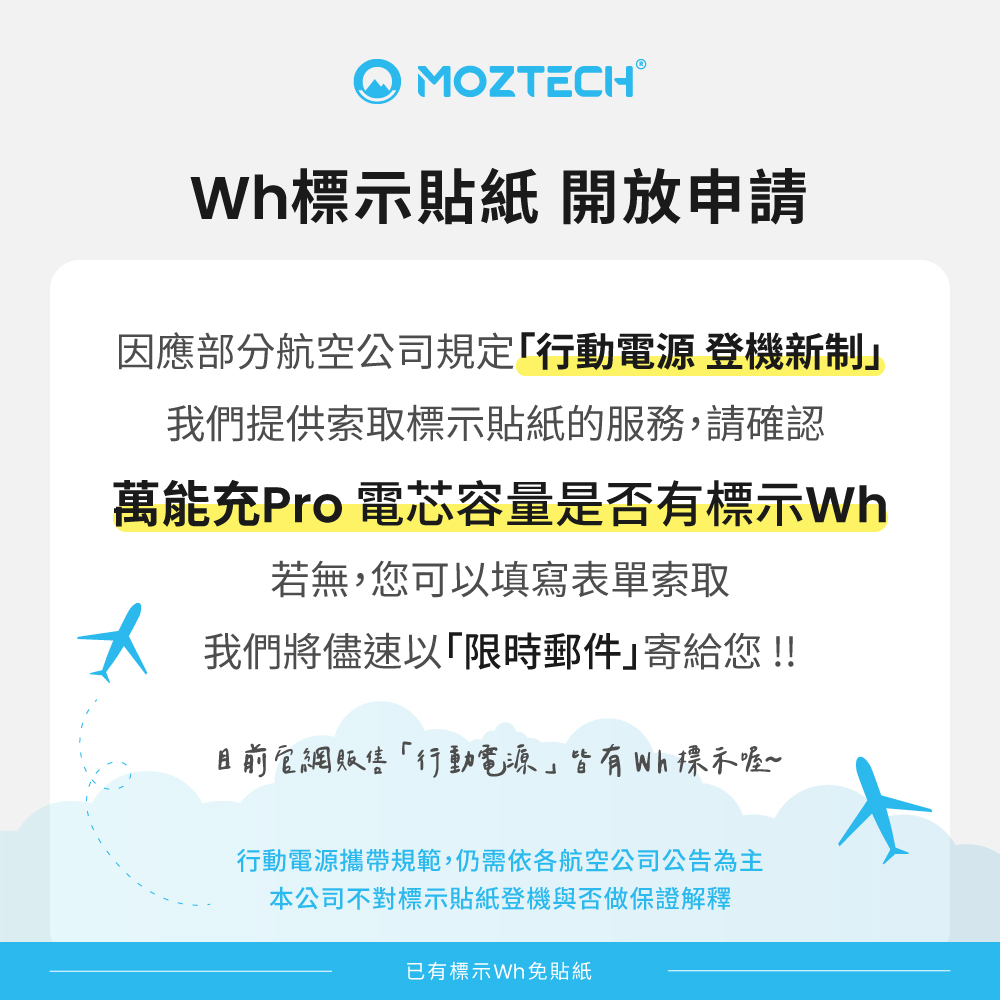 MOZTECH®
Wh標示貼紙 開放申請
因應部分航空公司規定「行動電源 登機新制」
我們提供索取標示貼紙的服務，請確認
萬能充Pro 電芯容量是否有標示Wh
若無，您可以填寫表單索取
我們將儘速以「限時郵件」寄給您 !!
目前官網販售「行動電源」皆有 Wh 標示喔~
行動電源攜帶規範，仍需依各航空公司公告為主
本公司不對標示貼紙登機與否做保證解釋
已有標示Wh免貼紙